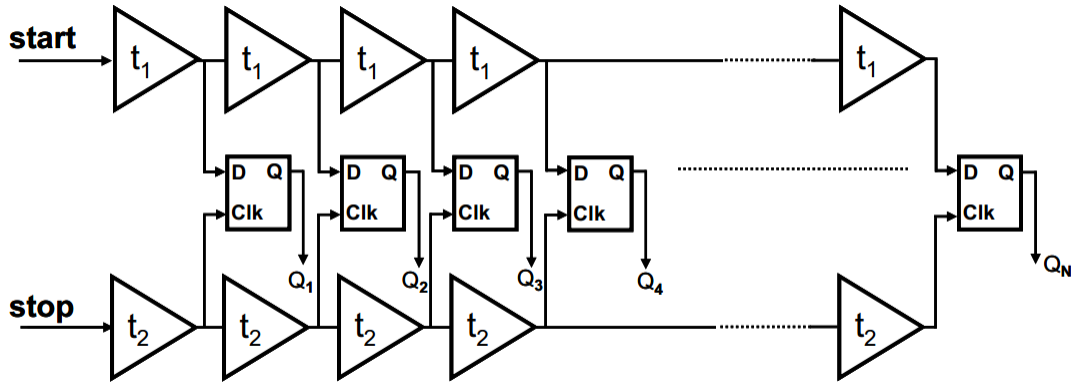 start
t₁ t₁ t₁ t₁ t₁
D Q D Q D Q D Q D Q
Clk Clk Clk Clk Clk
Q₁ Q₂ Q₃ Q₄ Q_N
stop
t₂ t₂ t₂ t₂ t₂